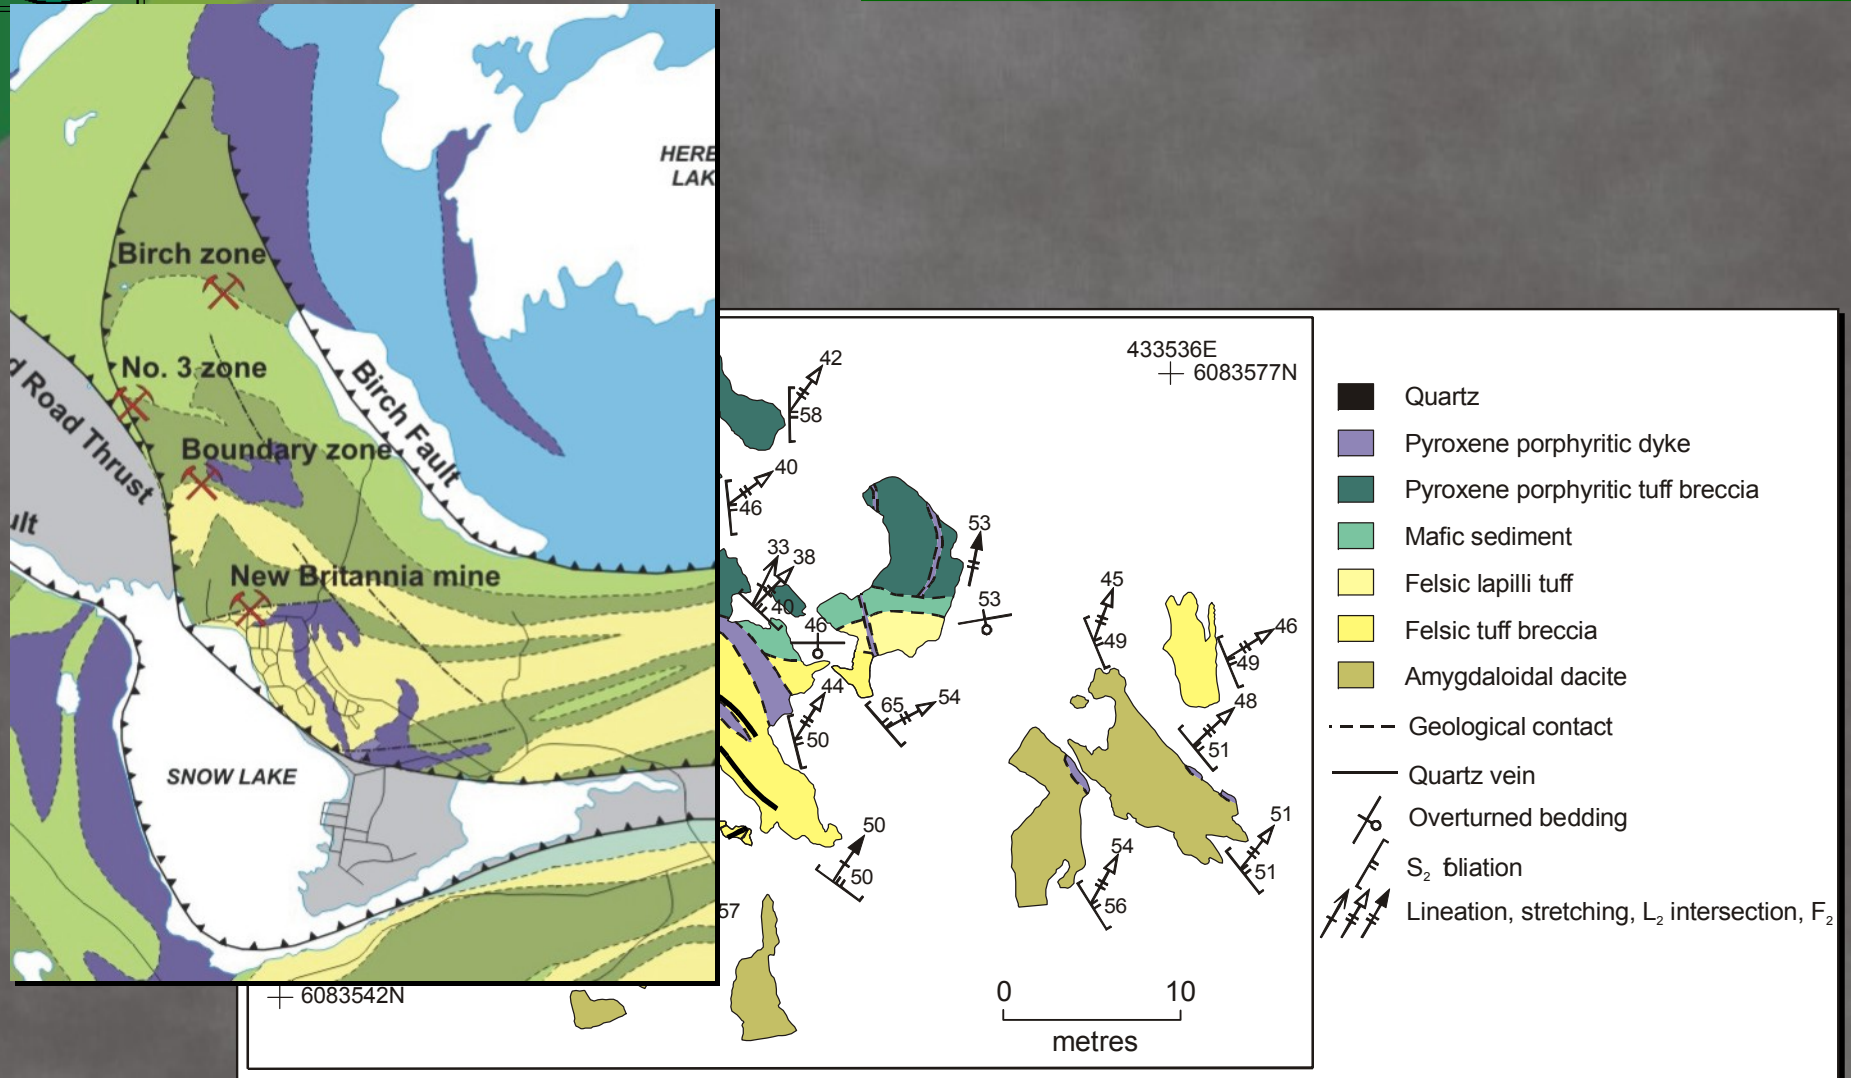 HERB
LAK
Birch zone
No. 3 zone
d Road Thrust
Birch Fault
Boundary zone
ult
New Britannia mine
SNOW LAKE
433536E
6083577N
42
58
40
46
33
38
40
46
53
53
45
49
46
49
44
50
65
54
48
51
50
50
51
51
54
56
57
6083542N
0 10
metres
Quartz
Pyroxene porphyritic dyke
Pyroxene porphyritic tuff breccia
Mafic sediment
Felsic lapilli tuff
Felsic tuff breccia
Amygdaloidal dacite
Geological contact
Quartz vein
Overturned bedding
S₂ foliation
Lineation, stretching, L₂ intersection, F₂